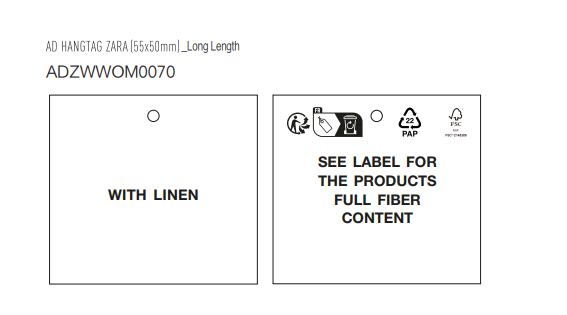 AD HANGTAG ZARA (55x50mm)_Long Length
ADZWWOM0070
WITH LINEN
FR
22
PAP
FSC
SEE LABEL FOR
THE PRODUCTS
FULL FIBER
CONTENT